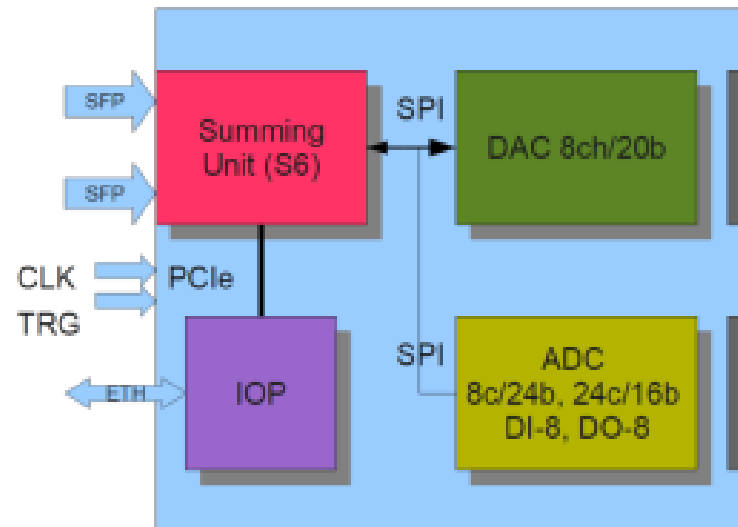 SFP
Summing
Unit (S6)
SPI
DAC 8ch/20b
SFP
CLK
PCIe
TRG
SPI
ADC
8c/24b, 24c/16b
DI-8, DO-8
ETH
IOP